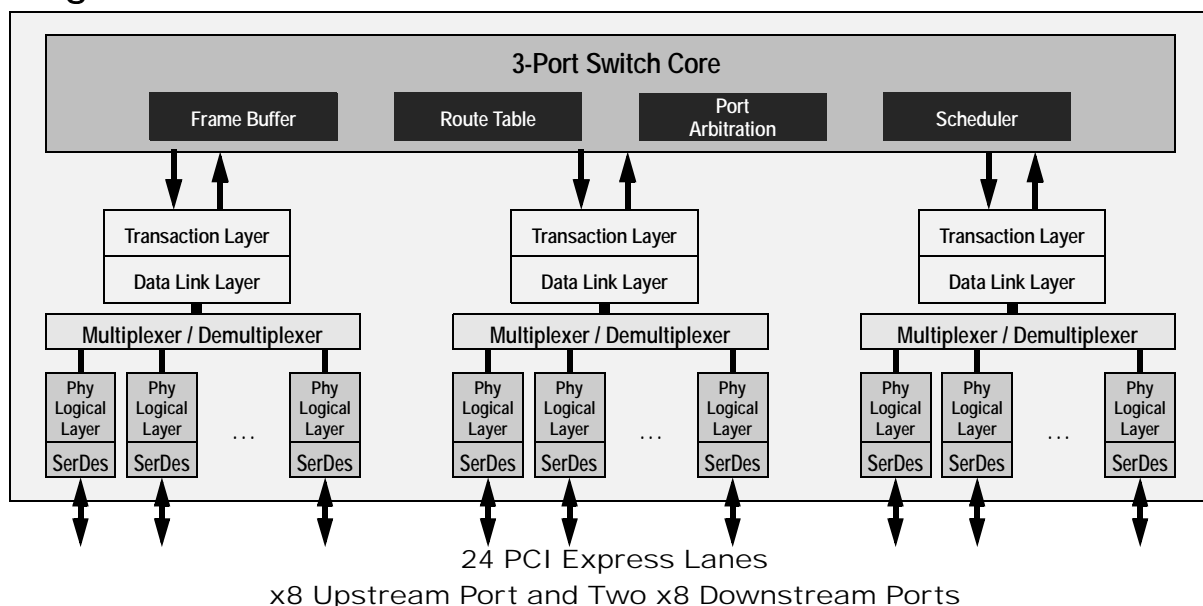 3-Port Switch Core
Frame Buffer
Route Table
Port
Arbitration
Scheduler
Transaction Layer
Transaction Layer
Transaction Layer
Data Link Layer
Data Link Layer
Data Link Layer
Multiplexer / Demultiplexer
Multiplexer / Demultiplexer
Multiplexer / Demultiplexer
Phy
Logical
Layer
SerDes
Phy
Logical
Layer
SerDes
...
Phy
Logical
Layer
SerDes
Phy
Logical
Layer
SerDes
Phy
Logical
Layer
SerDes
...
Phy
Logical
Layer
SerDes
Phy
Logical
Layer
SerDes
Phy
Logical
Layer
SerDes
...
Phy
Logical
Layer
SerDes
24 PCI Express Lanes
x8 Upstream Port and Two x8 Downstream Ports